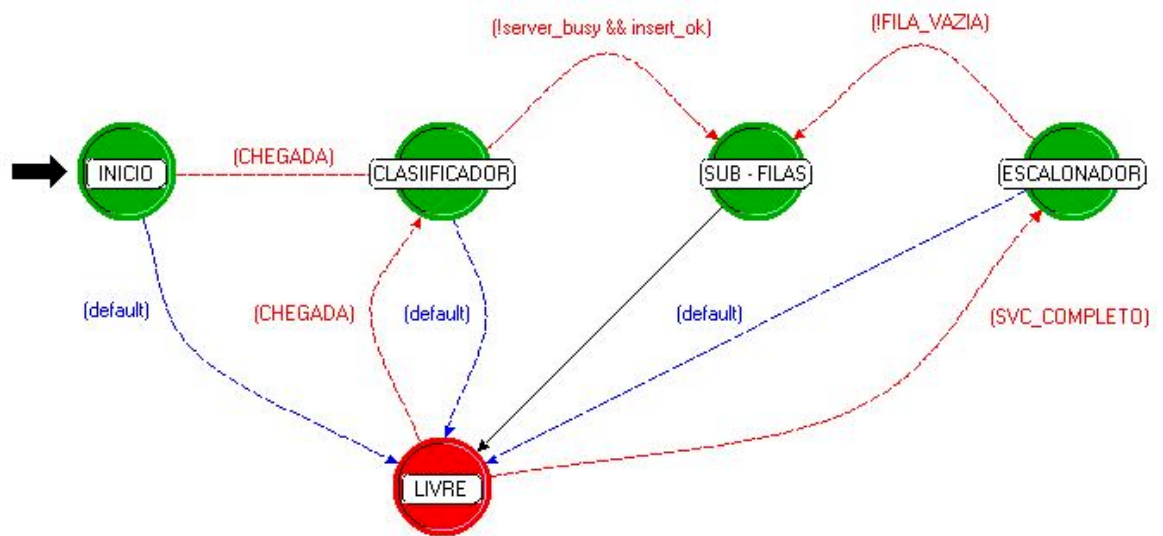 (!server_busy && insert_ok)
(!FILA_VAZIA)
(CHEGADA)
INICIO
CLASIIFICADOR
SUB - FILAS
ESCALONADOR
(default)
(CHEGADA)
(default)
(default)
(SVC_COMPLETO)
LIVRE